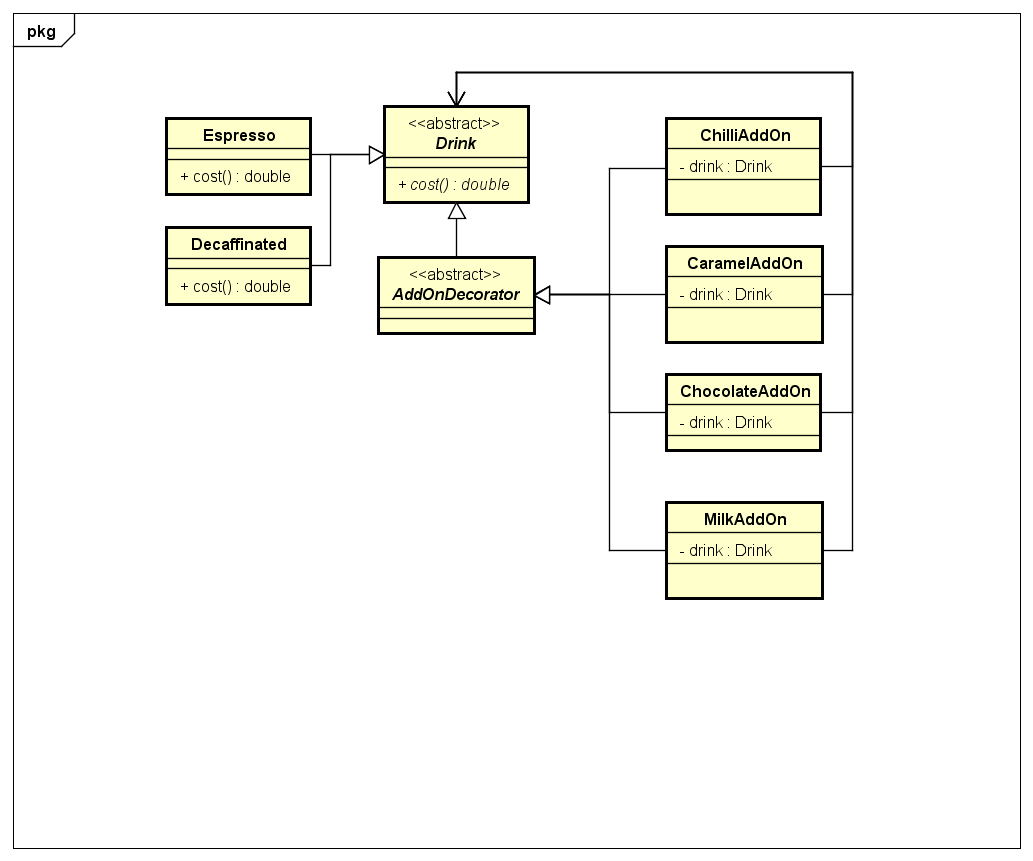 pkg
Espresso
+ cost() : double
Decaffinated
+ cost() : double
<<abstract>>
Drink
+ cost() : double
<<abstract>>
AddOnDecorator
ChilliAddOn
- drink : Drink
CaramelAddOn
- drink : Drink
ChocolateAddOn
- drink : Drink
MilkAddOn
- drink : Drink